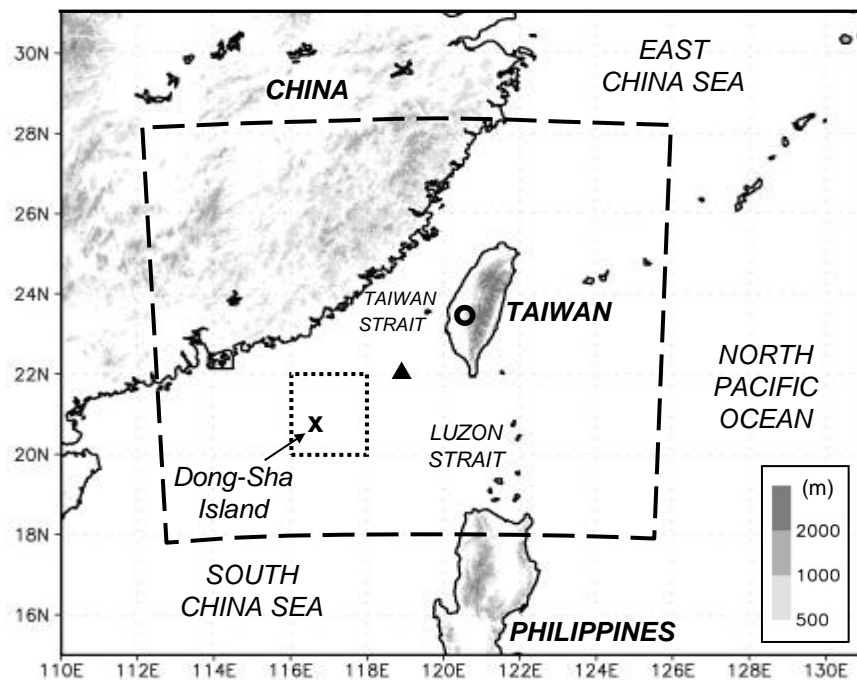 30N
28N
26N
24N
22N
20N
18N
16N
EAST
CHINA SEA
CHINA
TAIWAN
STRAIT
TAIWAN
NORTH
PACIFIC
OCEAN
x
LUZON
STRAIT
Dong-Sha
Island
SOUTH
CHINA SEA
PHILIPPINES
(m)
2000
1000
500
110E 112E 114E 116E 118E 120E 122E 124E 126E 128E 130E